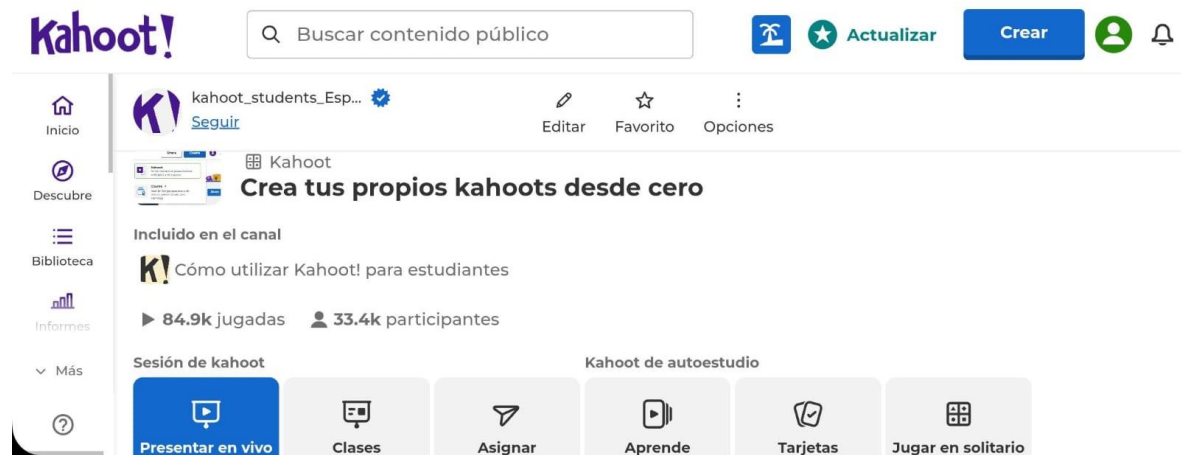 Kahoot!
Buscar contenido público
Actualizar
Crear
Inicio
Descubre
Biblioteca
Informes
Más
kahoot_students_Esp...
Seguir
Editar
Favorito
Opciones
Kahoot
Crea tus propios kahoots desde cero
Incluido en el canal
K! Cómo utilizar Kahoot! para estudiantes
84.9k jugadas 33.4k participantes
Sesión de kahoot
Kahoot de autoestudio
Presentar en vivo
Clases
Asignar
Aprende
Tarjetas
Jugar en solitario